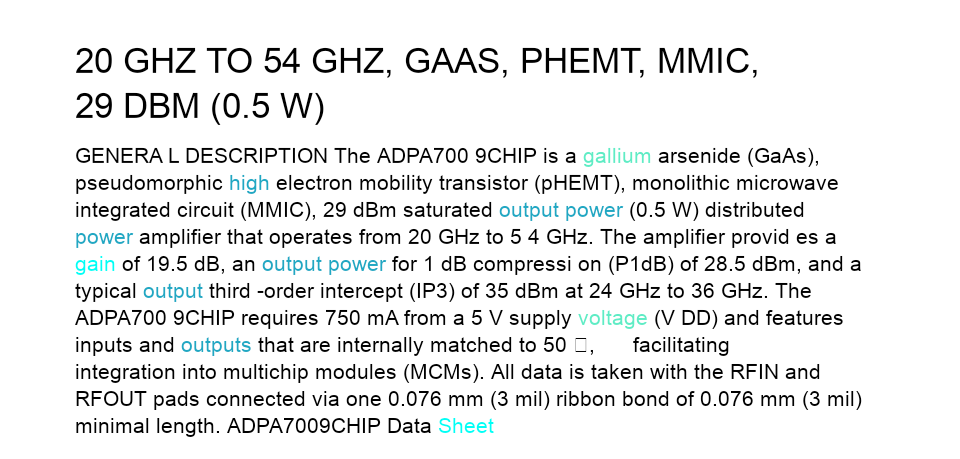 20 GHZ TO 54 GHZ, GAAS, PHEMT, MMIC,
29 DBM (0.5 W)
GENERA L DESCRIPTION The ADPA700 9CHIP is a gallium arsenide (GaAs),
pseudomorphic high electron mobility transistor (pHEMT), monolithic microwave
integrated circuit (MMIC), 29 dBm saturated output power (0.5 W) distributed
power amplifier that operates from 20 GHz to 5 4 GHz. The amplifier provid es a
gain of 19.5 dB, an output power for 1 dB compressi on (P1dB) of 28.5 dBm, and a
typical output third -order intercept (IP3) of 35 dBm at 24 GHz to 36 GHz. The
ADPA700 9CHIP requires 750 mA from a 5 V supply voltage (V DD) and features
inputs and outputs that are internally matched to 50 □, facilitating
integration into multichip modules (MCMs). All data is taken with the RFIN and
RFOUT pads connected via one 0.076 mm (3 mil) ribbon bond of 0.076 mm (3 mil)
minimal length. ADPA7009CHIP Data Sheet